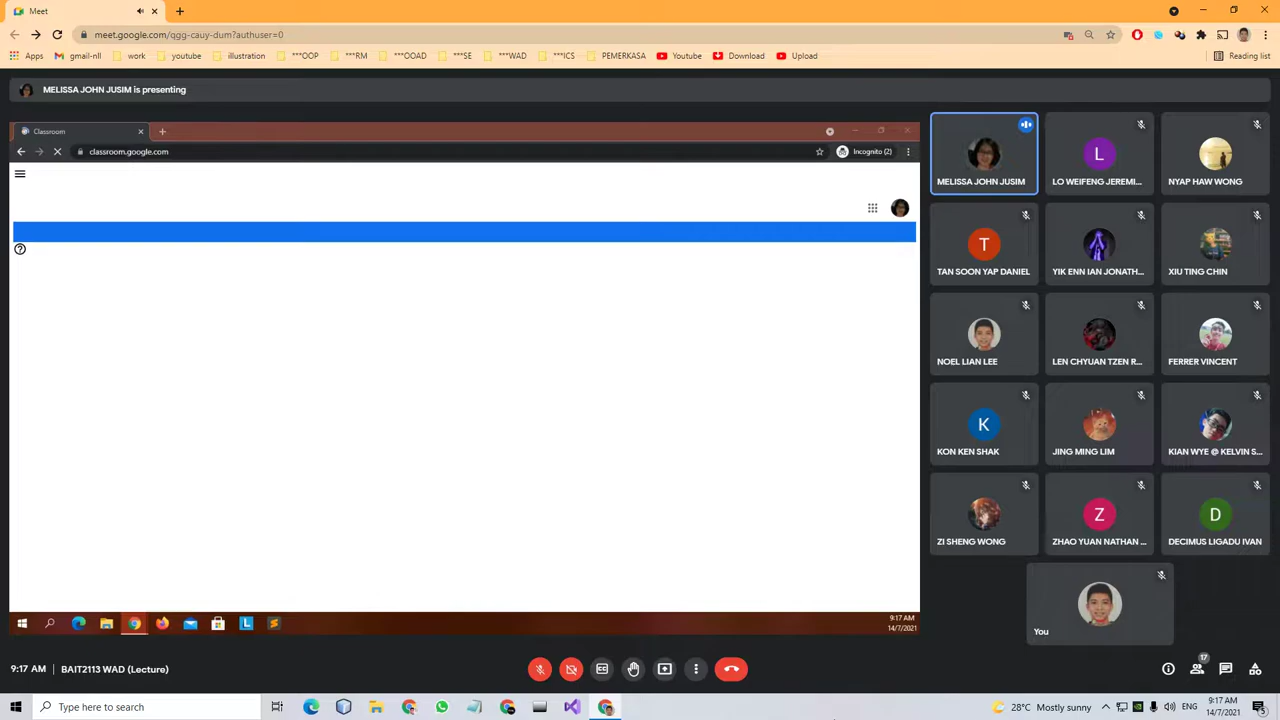 Meet
meet.google.com/qgg-cauy-dum?authuser=0
Apps
gmail-nll
work
youtube
illustration
***OOP
***RM
***OOAD
***SE
***WAD
***ICS
PEMERKASA
Youtube
Download
Upload
Reading list
MELISSA JOHN JUSIM is presenting
Classroom
classroom.google.com
Incognito (2)
MELISSA JOHN JUSIM
L
LO WEIFENG JEREMI...
NYAP HAW WONG
T
TAN SOON YAP DANIEL
YIK ENN IAN JONATH...
XIU TING CHIN
NOEL LIAN LEE
LEN CHYUAN TZEN R...
FERRER VINCENT
K
KON KEN SHAK
JING MING LIM
KIAN WYE @ KELVIN S...
ZI SHENG WONG
Z
ZHAO YUAN NATHAN ...
D
DECIMUS LIGADU IVAN
You
L
9:17 AM
14/7/2021
9:17 AM
BAIT2113 WAD (Lecture)
17
Type here to search
28°C Mostly sunny
ENG
9:17 AM
14/7/2021
5